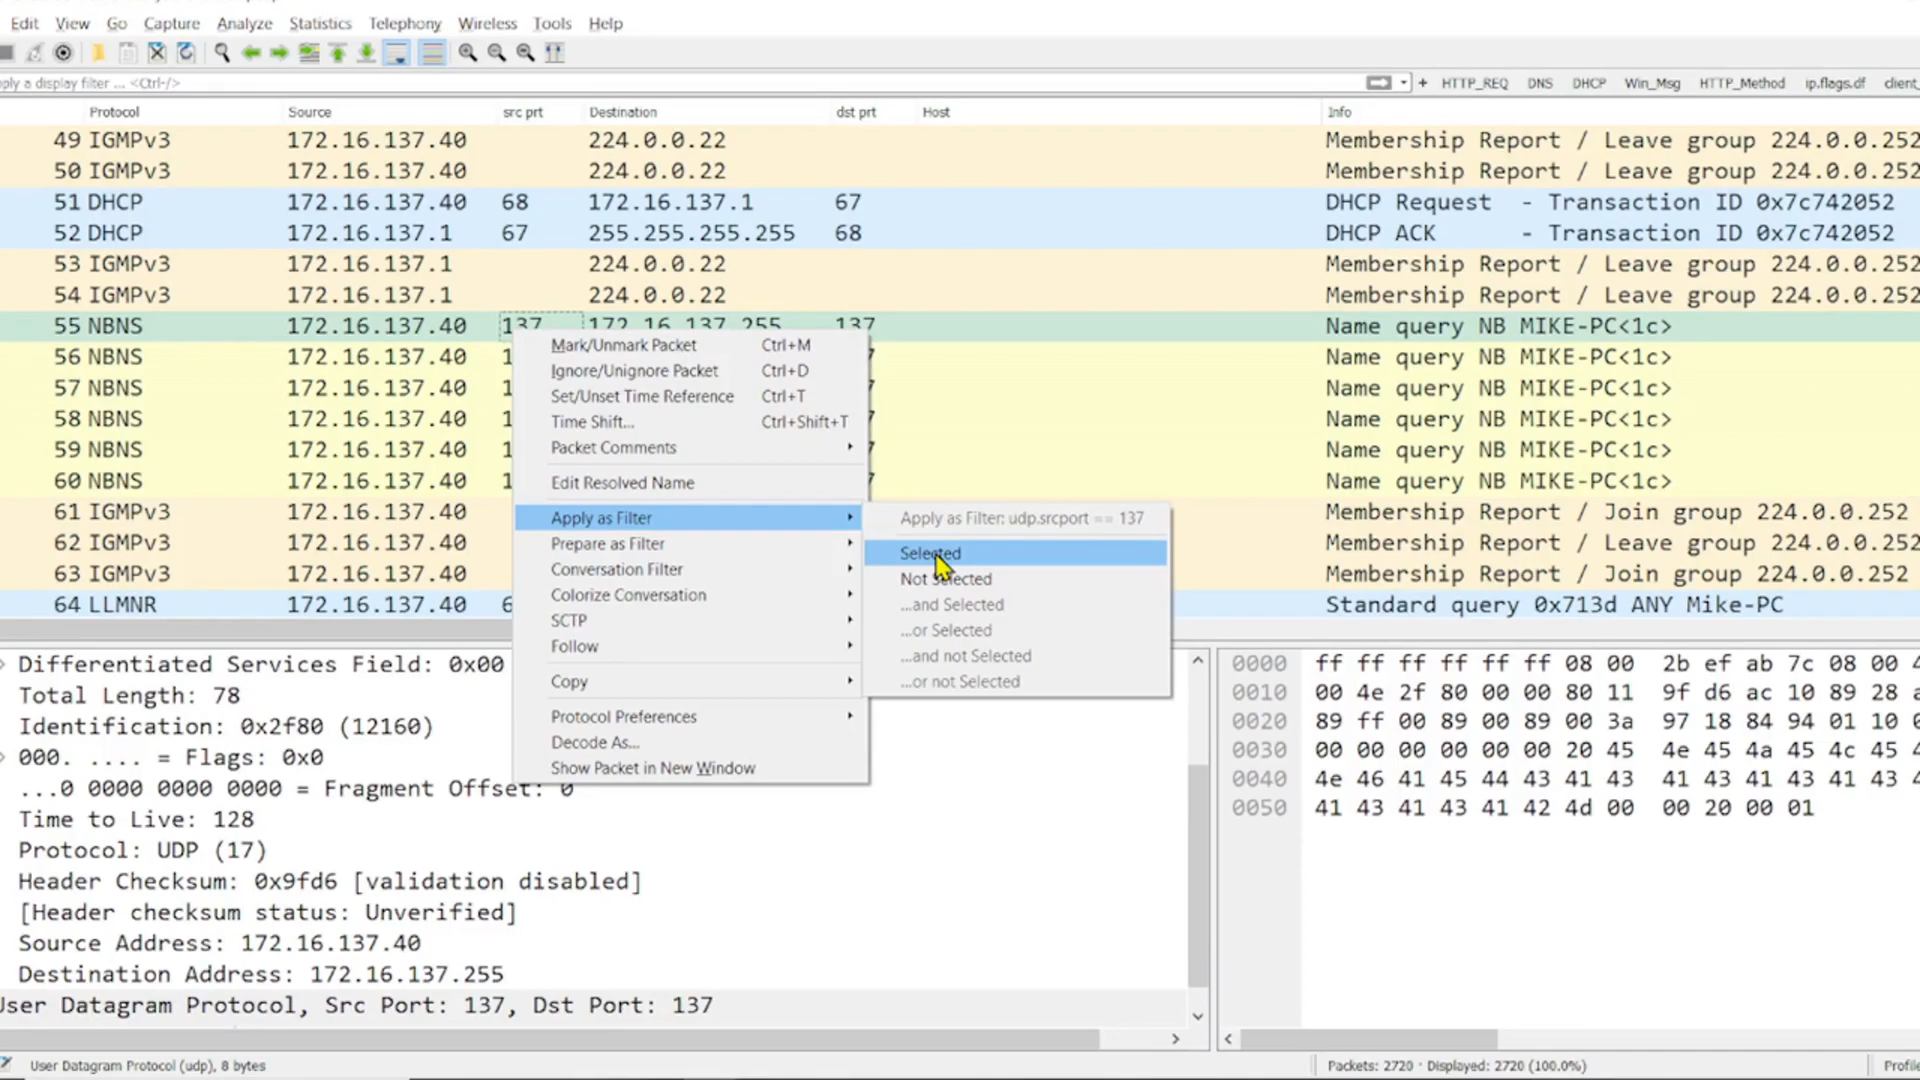 Edit View Go Capture Analyze Statistics Telephony Wireless Tools Help
ply a display filter ... <Ctrl-/> + HTTP_REQ DNS DHCP Win_Msg HTTP_Method ip.flags.df client_
Protocol Source src prt Destination dst prt Host Info
49 IGMPv3 172.16.137.40 224.0.0.22 Membership Report / Leave group 224.0.0.252
50 IGMPv3 172.16.137.40 224.0.0.22 Membership Report / Leave group 224.0.0.252
51 DHCP 172.16.137.40 68 172.16.137.1 67 DHCP Request - Transaction ID 0x7c742052
52 DHCP 172.16.137.1 67 255.255.255.255 68 DHCP ACK - Transaction ID 0x7c742052
53 IGMPv3 172.16.137.1 224.0.0.22 Membership Report / Leave group 224.0.0.252
54 IGMPv3 172.16.137.1 224.0.0.22 Membership Report / Leave group 224.0.0.252
55 NBNS 172.16.137.40 137 172.16.137.255 137 Name query NB MIKE-PC<1c>
56 NBNS 172.16.137.40 1 7 Name query NB MIKE-PC<1c>
57 NBNS 172.16.137.40 1 7 Name query NB MIKE-PC<1c>
58 NBNS 172.16.137.40 1 7 Name query NB MIKE-PC<1c>
59 NBNS 172.16.137.40 1 7 Name query NB MIKE-PC<1c>
60 NBNS 172.16.137.40 1 7 Name query NB MIKE-PC<1c>
61 IGMPv3 172.16.137.40 Membership Report / Join group 224.0.0.252
62 IGMPv3 172.16.137.40 Membership Report / Join group 224.0.0.252
63 IGMPv3 172.16.137.40 Membership Report / Join group 224.0.0.252
64 LLMNR 172.16.137.40 6 Standard query 0x713d ANY Mike-PC
Mark/Unmark Packet Ctrl+M
Ignore/Unignore Packet Ctrl+D
Set/Unset Time Reference Ctrl+T
Time Shift... Ctrl+Shift+T
Packet Comments
Edit Resolved Name
Apply as Filter
Prepare as Filter
Conversation Filter
Colorize Conversation
SCTP
Follow
Copy
Protocol Preferences
Decode As...
Show Packet in New Window
Apply as Filter: udp.srcport == 137
Selected
Not Selected
...and Selected
...or Selected
...and not Selected
...or not Selected
Differentiated Services Field: 0x00
Total Length: 78
Identification: 0x2f80 (12160)
000. .... = Flags: 0x0
...0 0000 0000 0000 = Fragment Offset: 0
Time to Live: 128
Protocol: UDP (17)
Header Checksum: 0x9fd6 [validation disabled]
[Header checksum status: Unverified]
Source Address: 172.16.137.40
Destination Address: 172.16.137.255
User Datagram Protocol, Src Port: 137, Dst Port: 137
0000 ff ff ff ff ff ff 08 00 2b ef ab 7c 08 00 4
0010 00 4e 2f 80 00 00 80 11 9f d6 ac 10 89 28 a
0020 89 ff 00 89 00 89 00 3a 97 18 84 94 01 10 0
0030 00 00 00 00 00 00 20 45 4e 45 4a 45 4c 45 4
0040 4e 46 41 45 44 43 41 43 41 43 41 43 41 43 4
0050 41 43 41 43 41 42 4d 00 00 20 00 01
User Datagram Protocol (udp), 8 bytes Packets: 2720 · Displayed: 2720 (100.0%) Profile